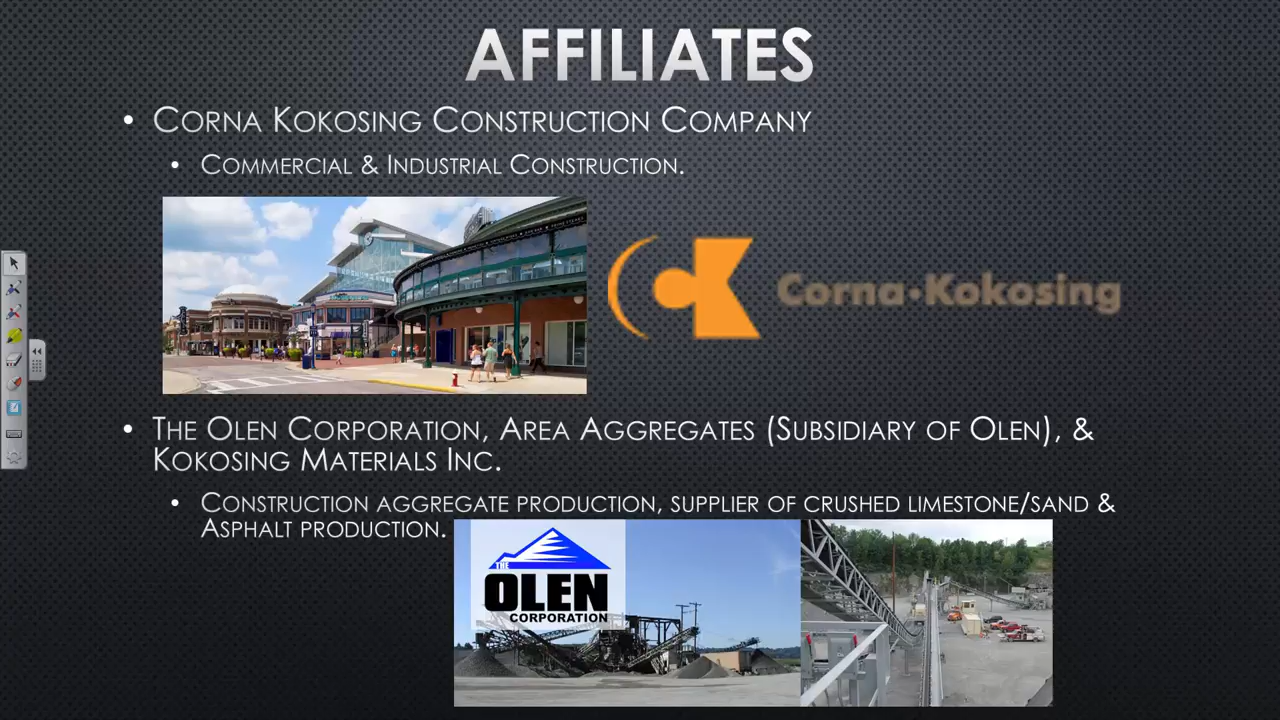 AFFILIATES
• CORNA KOKOSING CONSTRUCTION COMPANY
• COMMERCIAL & INDUSTRIAL CONSTRUCTION.
Corna•Kokosing
• THE OLEN CORPORATION, AREA AGGREGATES (SUBSIDIARY OF OLEN), &
KOKOSING MATERIALS INC.
• CONSTRUCTION AGGREGATE PRODUCTION, SUPPLIER OF CRUSHED LIMESTONE/SAND &
ASPHALT PRODUCTION.
THE
OLEN
CORPORATION